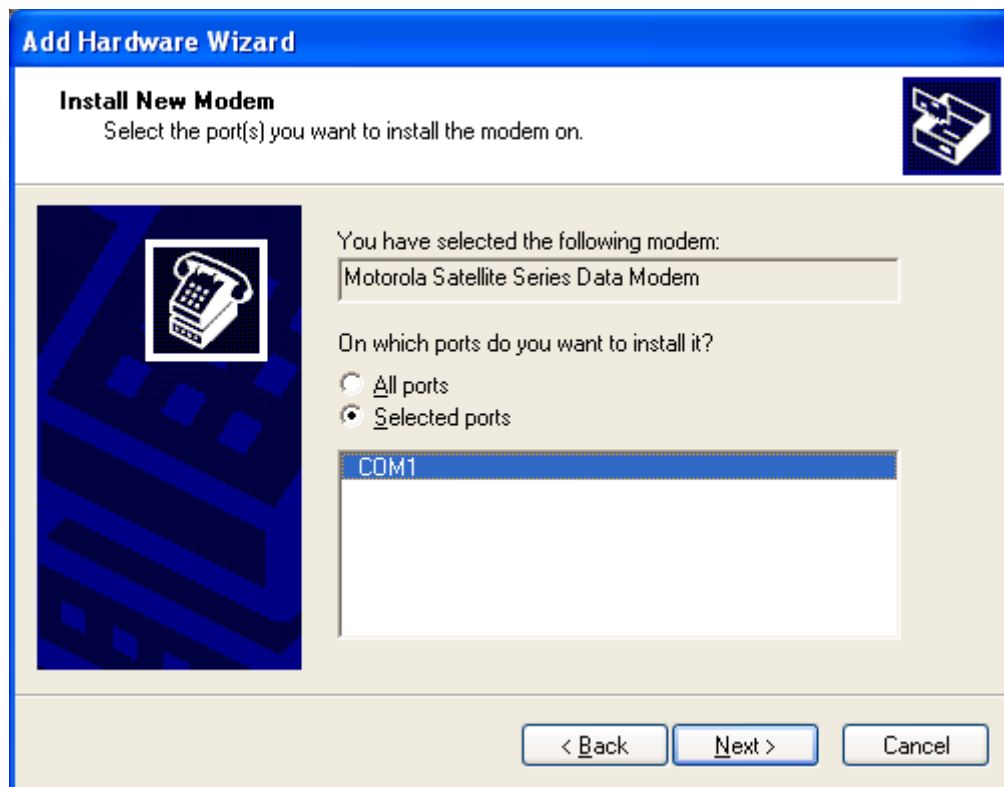 Add Hardware Wizard
Install New Modem
Select the port(s) you want to install the modem on.
You have selected the following modem:
Motorola Satellite Series Data Modem
On which ports do you want to install it?
All ports
Selected ports
COM1
< Back Next > Cancel